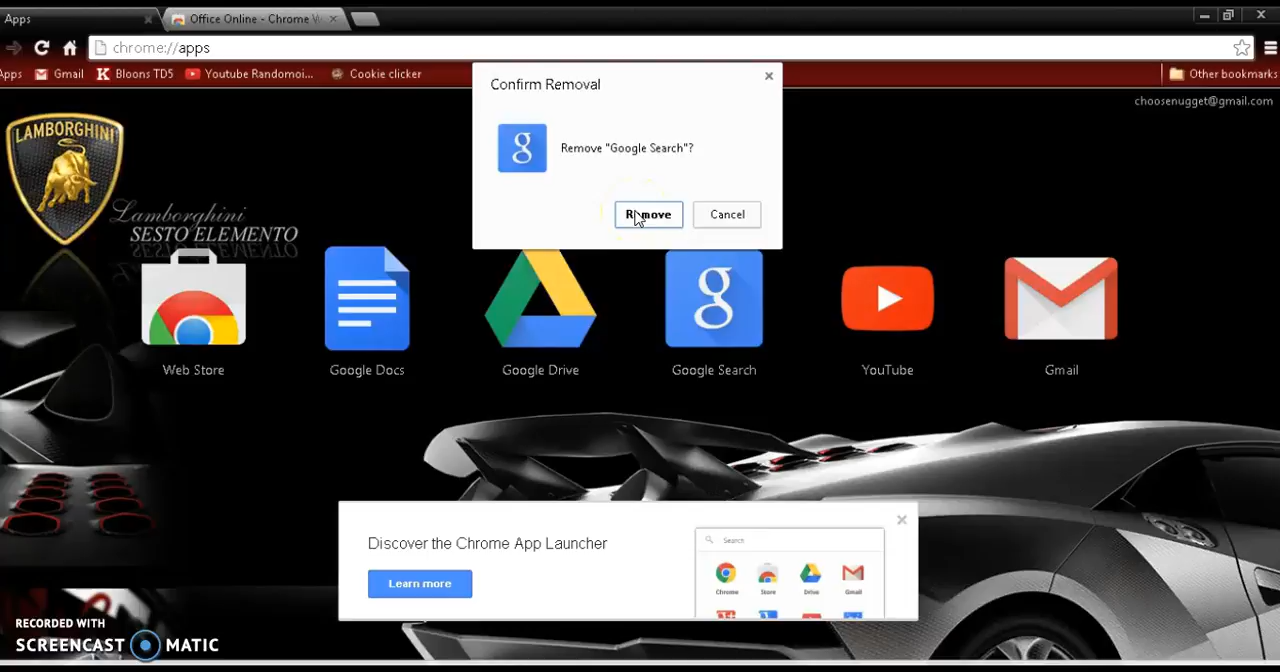 Apps
Office Online - Chrome W
chrome://apps
Apps
Gmail
Bloons TD5
Youtube Randomoi...
Cookie clicker
Other bookmarks
choosenugget@gmail.com
Confirm Removal
g
Remove "Google Search"?
Remove
Cancel
LAMBORGHINI
Lamborghini
SESTO ELEMENTO
g
Web Store
Google Docs
Google Drive
Google Search
YouTube
Gmail
Discover the Chrome App Launcher
Learn more
Search
Chrome
Store
Drive
Gmail
RECORDED WITH
SCREENCAST MATIC